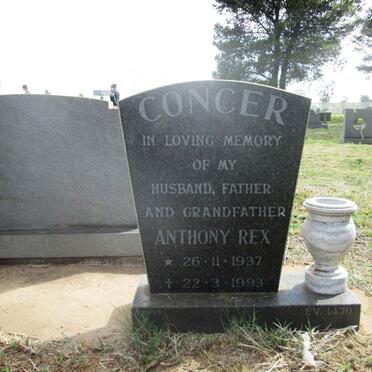 CONCER
IN LOVING MEMORY
OF MY
HUSBAND, FATHER
AND GRANDFATHER
ANTHONY REX
★ 26·11·1937
✝ 22·3·1993
EV. 1470